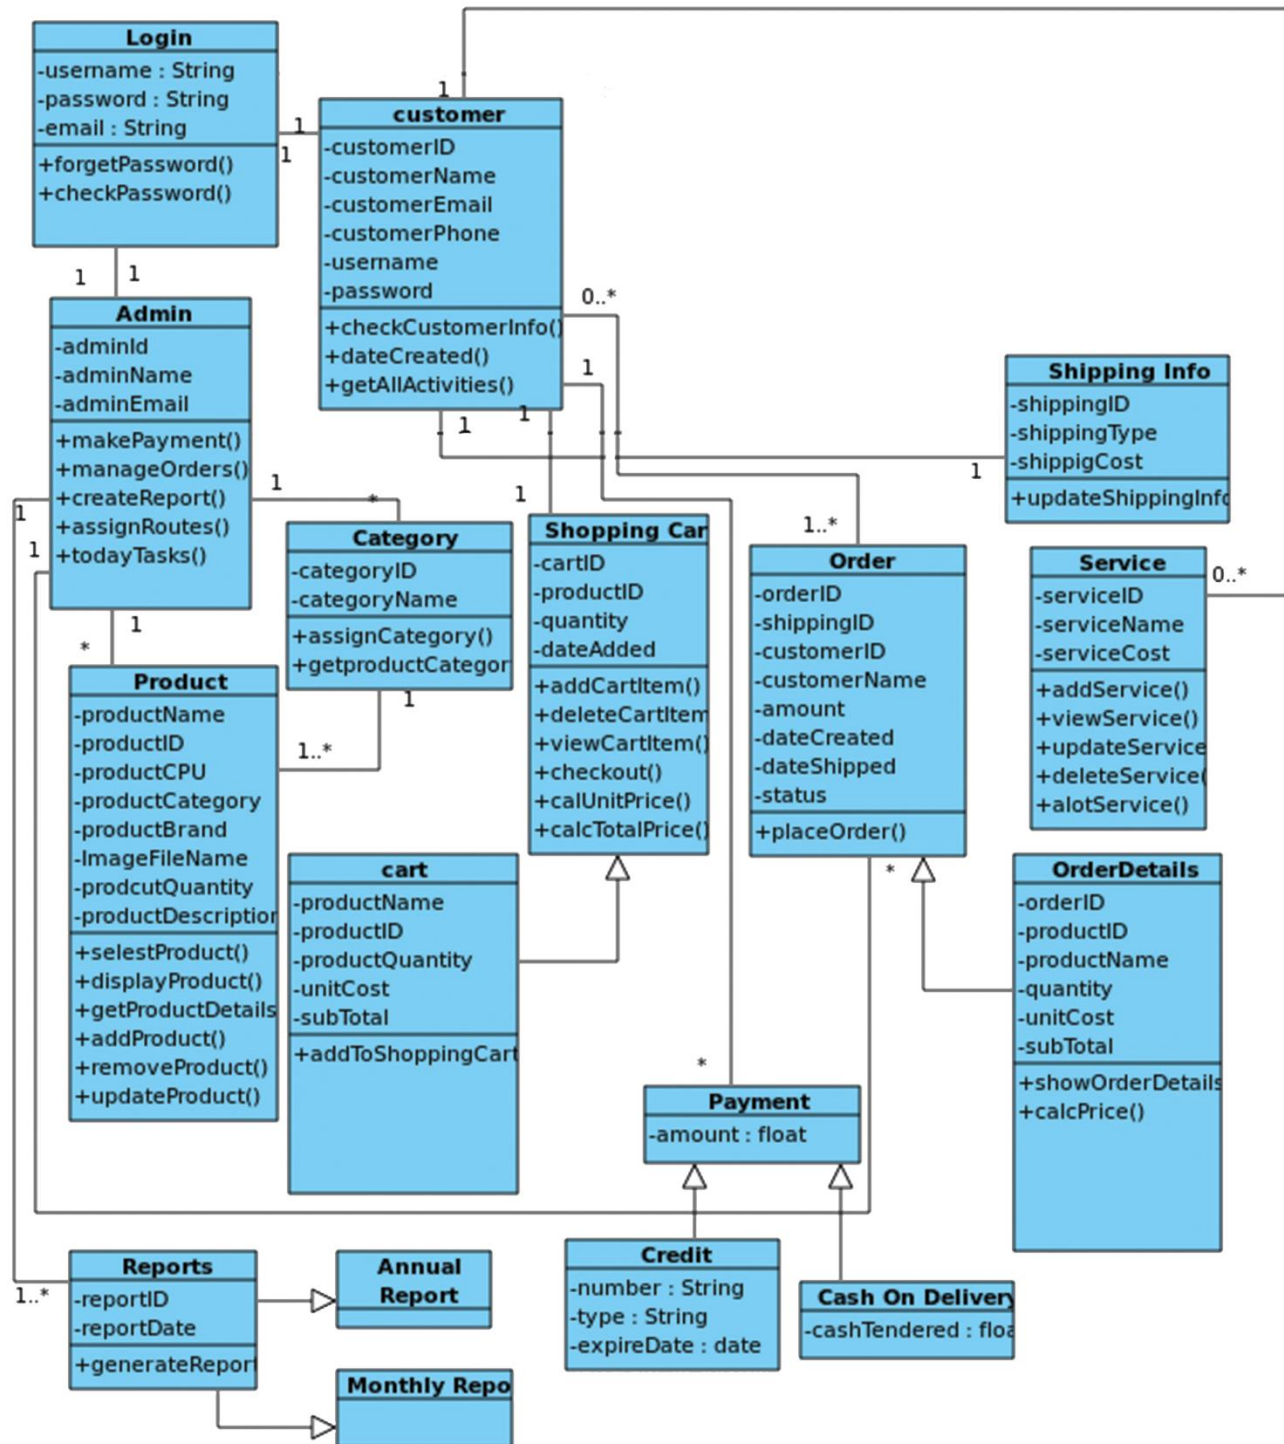 Login
-username : String
-password : String
-email : String
+forgetPassword()
+checkPassword()
1
1
1
customer
-customerID
-customerName
-customerEmail
-customerPhone
-username
-password
+checkCustomerInfo()
+dateCreated()
+getAllActivities()
1
1
Admin
-adminId
-adminName
-adminEmail
+makePayment()
+manageOrders()
+createReport()
+assignRoutes()
+todayTasks()
0..*
1
1
1
1
1
1
1
1
*
1
*
Category
-categoryID
-categoryName
+assignCategory()
+getproductCategor
1
1..*
Shopping Car
-cartID
-productID
-quantity
-dateAdded
+addCartItem()
+deleteCartItem
+viewCartItem()
+checkout()
+calUnitPrice()
+calcTotalPrice()
1..*
Order
-orderID
-shippingID
-customerID
-customerName
-amount
-dateCreated
-dateShipped
-status
+placeOrder()
*
Shipping Info
-shippingID
-shippingType
-shippigCost
+updateShippingInfo
Service
-serviceID
-serviceName
-serviceCost
+addService()
+viewService()
+updateService
+deleteService(
+alotService()
0..*
Product
-productName
-productID
-productCPU
-productCategory
-productBrand
-ImageFileName
-prodcutQuantity
-productDescription
+selestProduct()
+displayProduct()
+getProductDetails
+addProduct()
+removeProduct()
+updateProduct()
cart
-productName
-productID
-productQuantity
-unitCost
-subTotal
+addToShoppingCart
OrderDetails
-orderID
-productID
-productName
-quantity
-unitCost
-subTotal
+showOrderDetails
+calcPrice()
*
Payment
-amount : float
1..*
Reports
-reportID
-reportDate
+generateReport
Annual
Report
Monthly Repo
Credit
-number : String
-type : String
-expireDate : date
Cash On Delivery
-cashTendered : floa